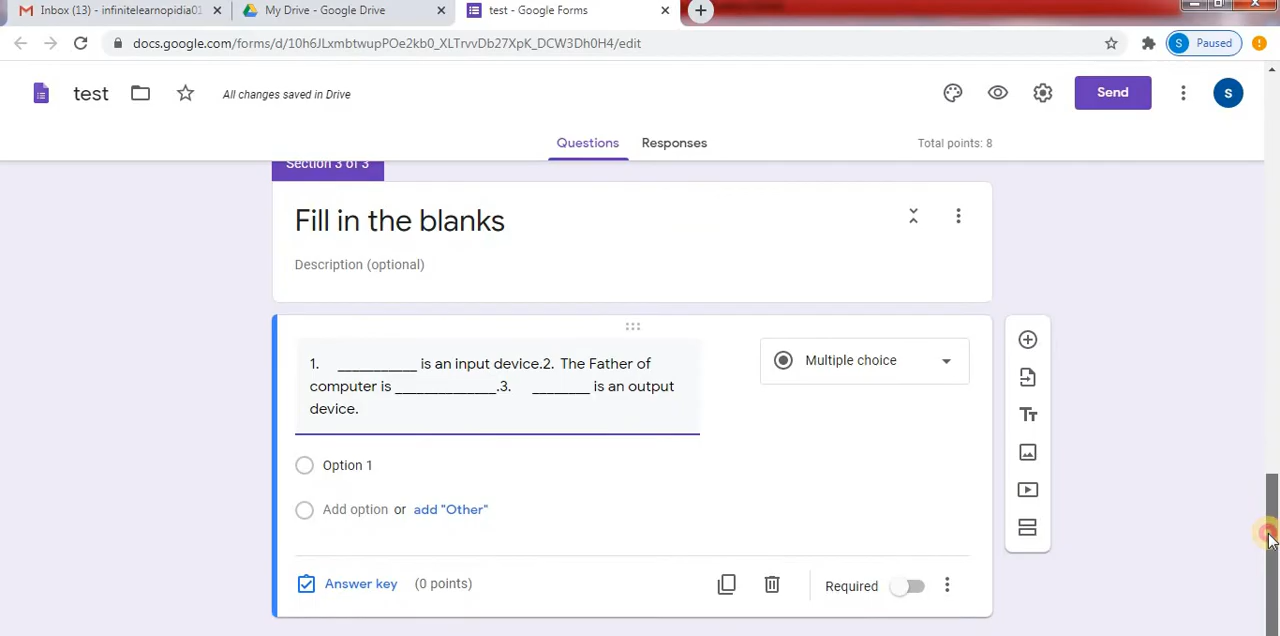 Inbox (13) - infinitelearnopidia01
My Drive - Google Drive
test - Google Forms
docs.google.com/forms/d/10h6JLxmbtwupPOe2kb0_XLTrvvDb27XpK_DCW3Dh0H4/edit
S Paused
test
All changes saved in Drive
Send
S
Questions
Responses
Total points: 8
Section 3 of 3
Fill in the blanks
Description (optional)
1. ___________ is an input device.2. The Father of
computer is ______________.3. ________ is an output
device.
Multiple choice
Option 1
Add option or add "Other"
Answer key (0 points)
Required